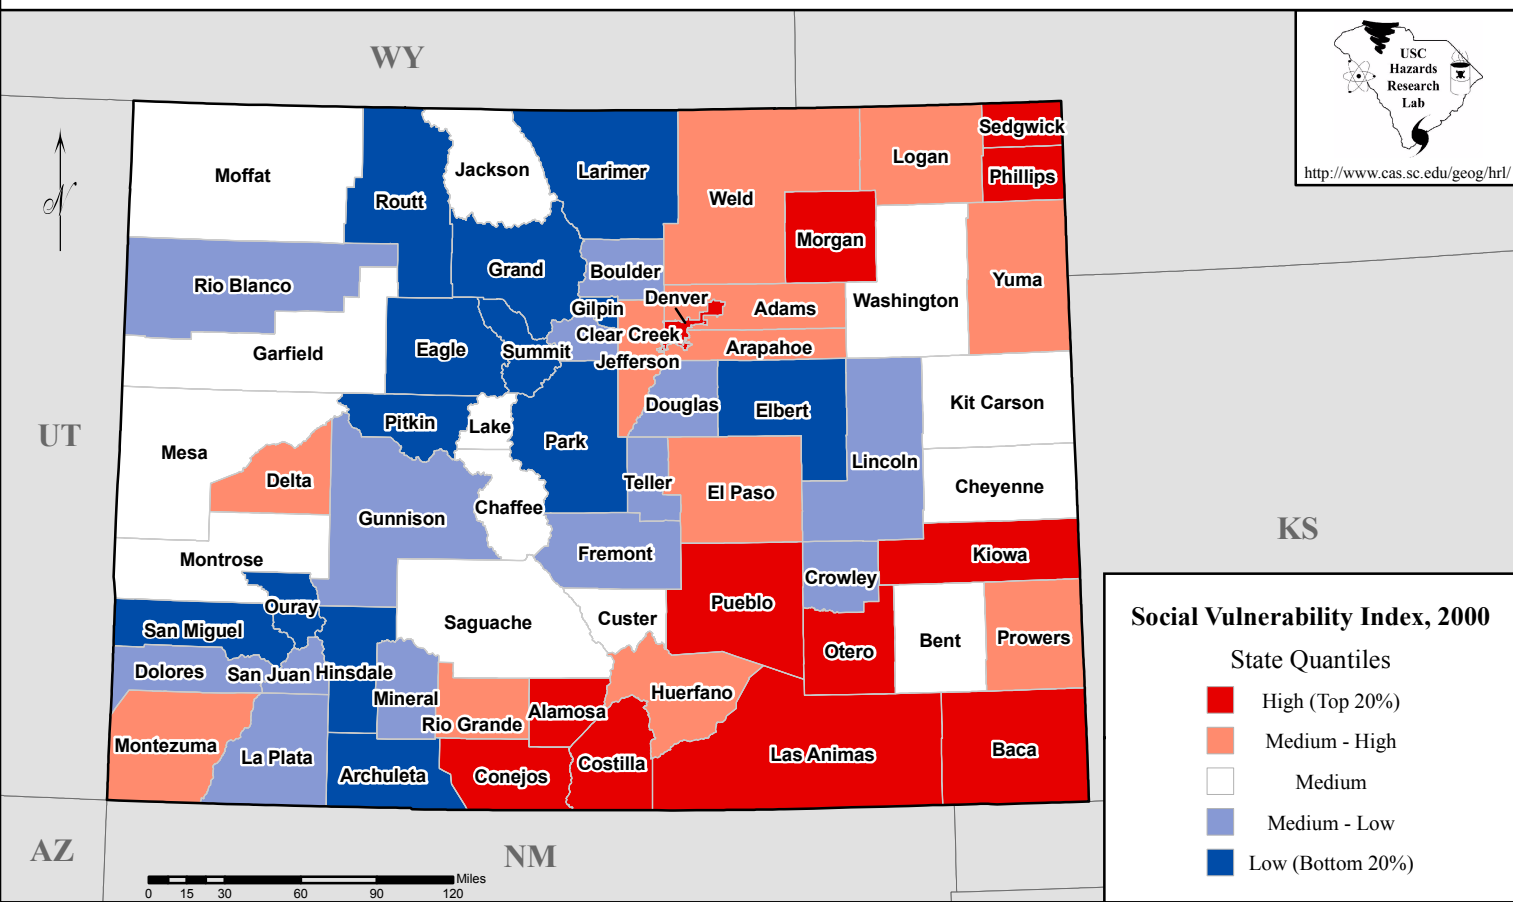 WY
USC
Hazards
Research
Lab
http://www.cas.sc.edu/geog/hrl/
Sedgwick
Logan
Phillips
Moffat
Jackson
Larimer
Routt
Weld
Morgan
Grand
Boulder
Yuma
Rio Blanco
Denver
Washington
Gilpin
Adams
Clear Creek
Garfield
Eagle
Summit
Arapahoe
Jefferson
Kit Carson
Douglas
Elbert
Pitkin
Lake
Park
UT
Mesa
Lincoln
Delta
Teller
Cheyenne
El Paso
Chaffee
Gunnison
KS
Montrose
Fremont
Kiowa
Crowley
Ouray
Pueblo
Custer
Saguache
San Miguel
Bent
Prowers
Otero
Dolores
San Juan
Hinsdale
Mineral
Huerfano
Alamosa
Rio Grande
Montezuma
La Plata
Las Animas
Baca
Costilla
Archuleta
Conejos
Social Vulnerability Index, 2000
State Quantiles
High (Top 20%)
Medium - High
Medium
Medium - Low
Low (Bottom 20%)
AZ
NM
N
Miles
0 15 30 60 90 120